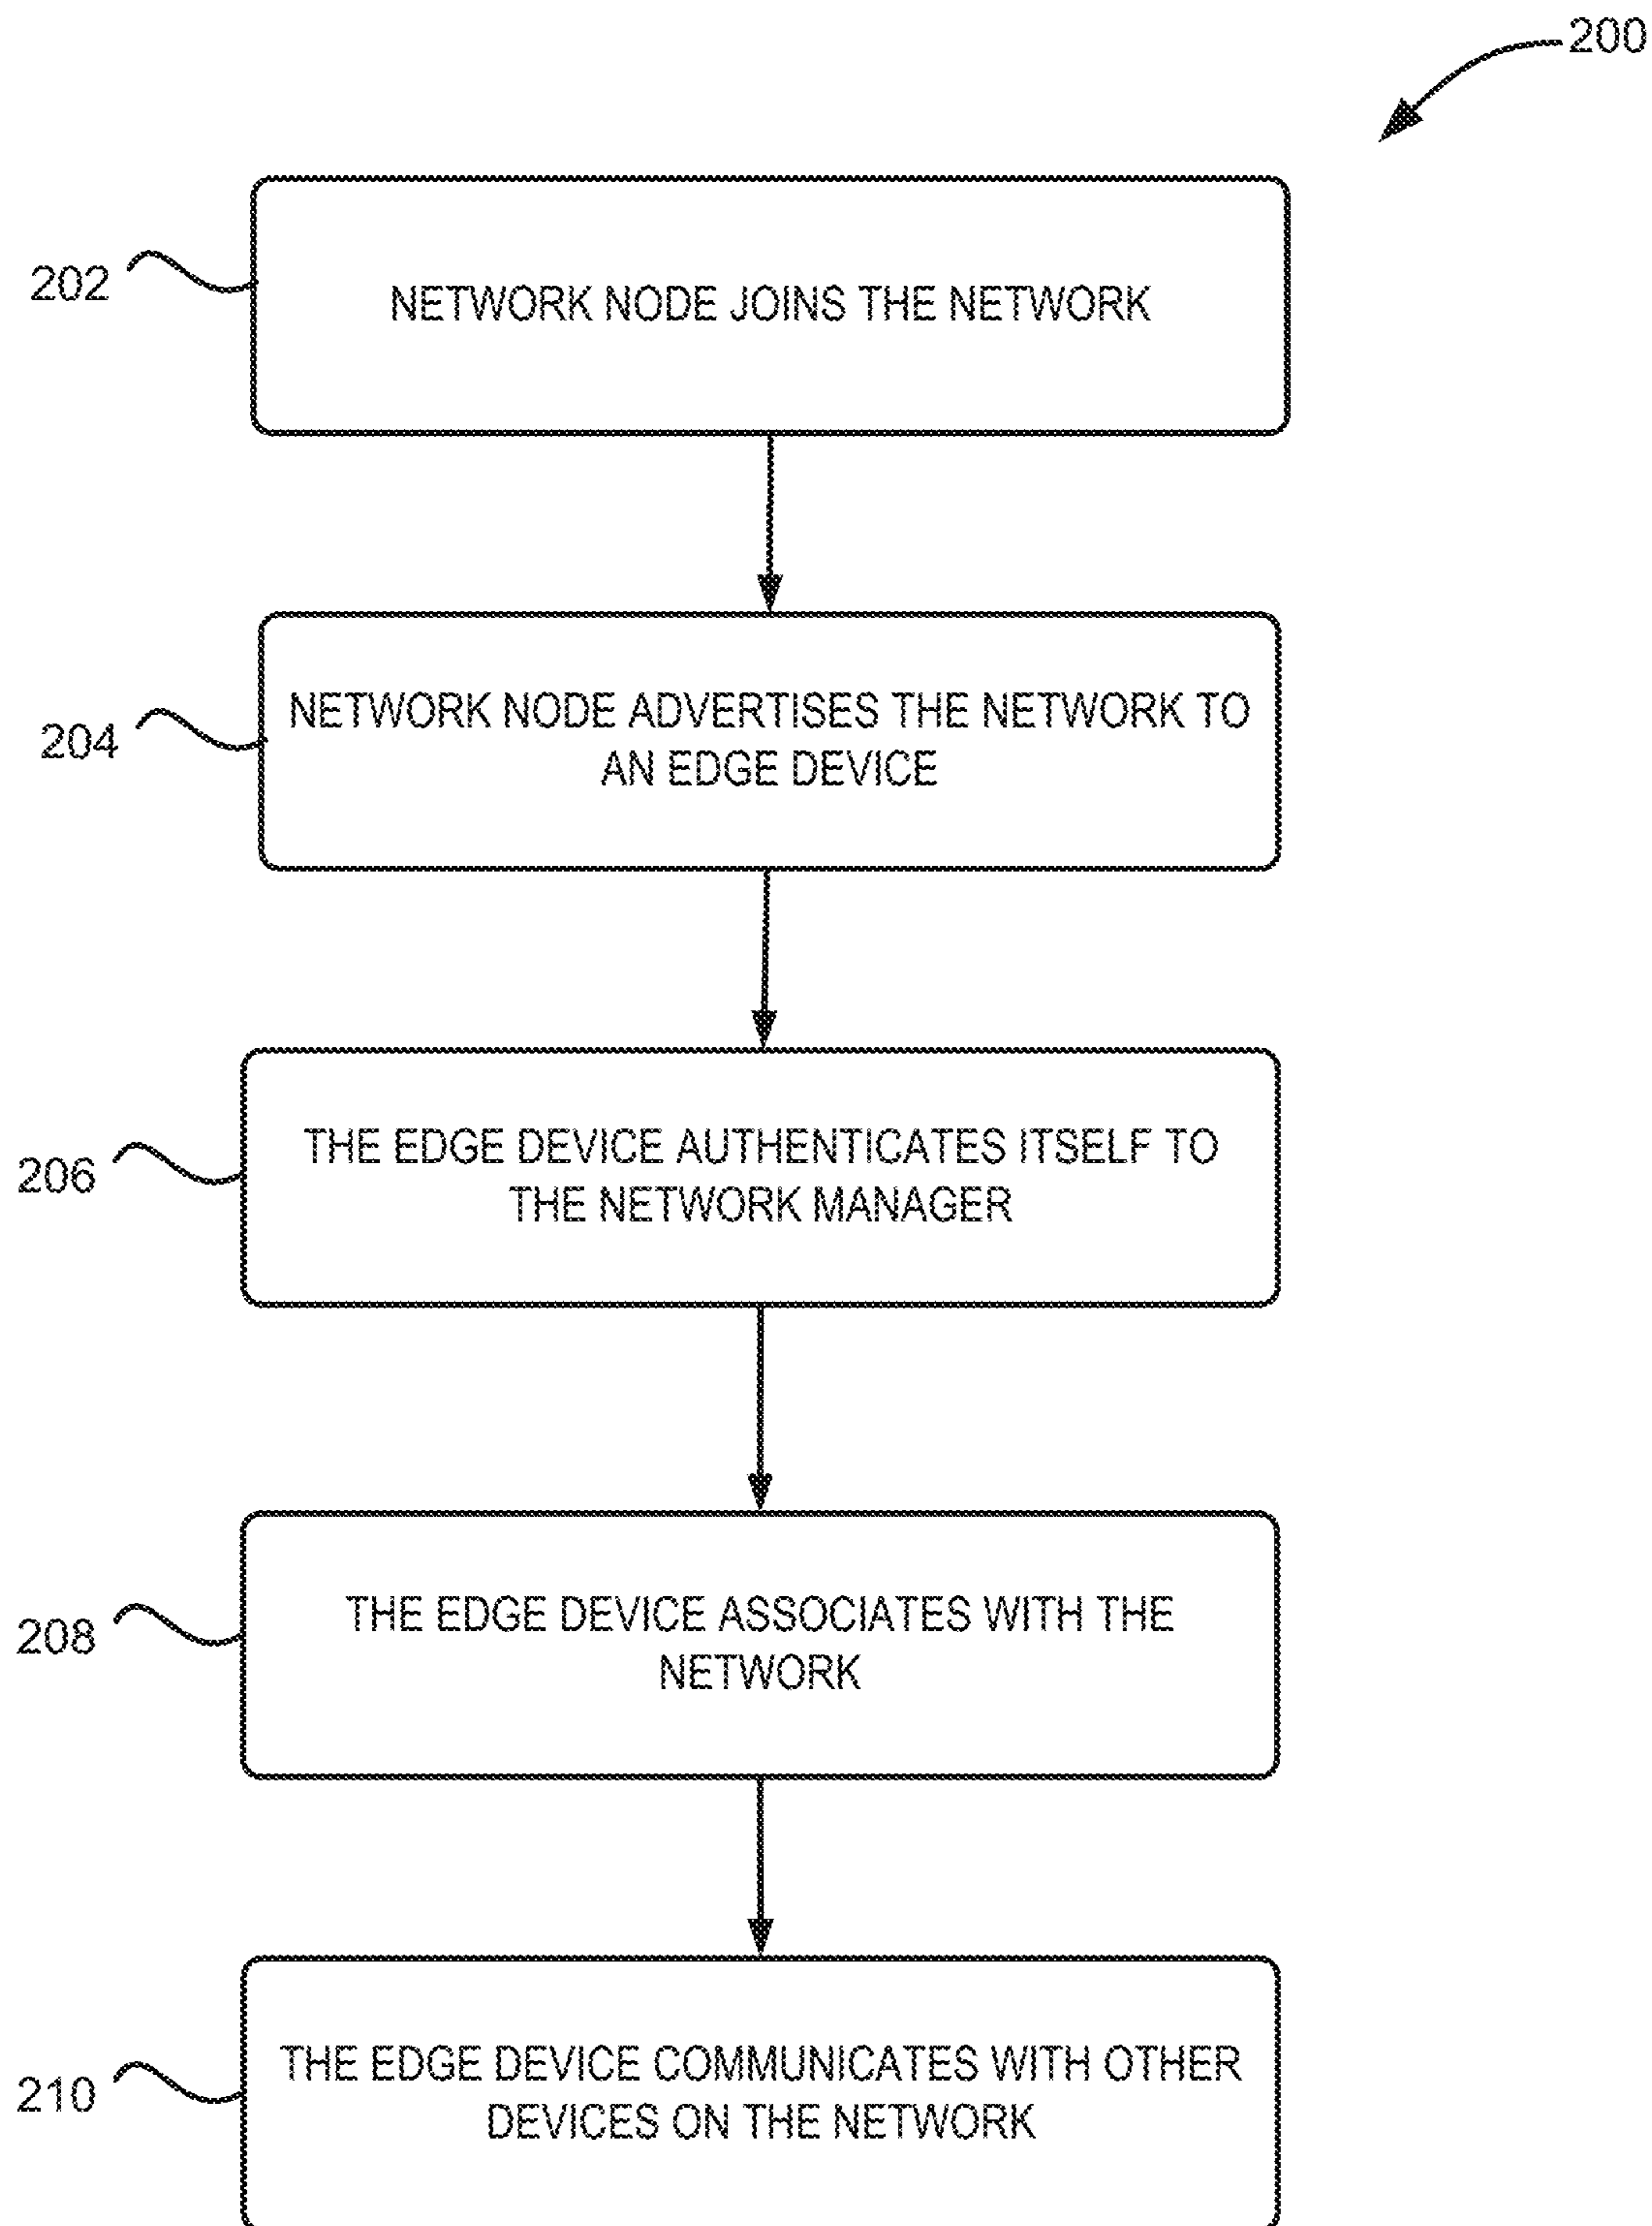 200
202
NETWORK NODE JOINS THE NETWORK
204
NETWORK NODE ADVERTISES THE NETWORK TO
AN EDGE DEVICE
206
THE EDGE DEVICE AUTHENTICATES ITSELF TO
THE NETWORK MANAGER
208
THE EDGE DEVICE ASSOCIATES WITH THE
NETWORK
210
THE EDGE DEVICE COMMUNICATES WITH OTHER
DEVICES ON THE NETWORK